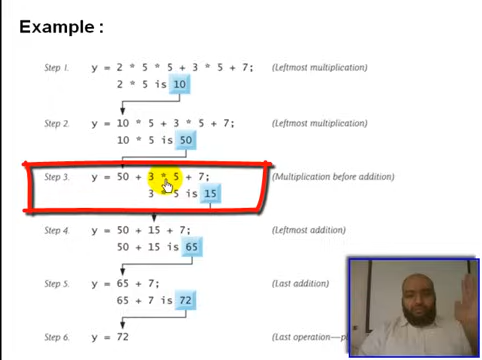 Example :
Step 1. y = 2 * 5 * 5 + 3 * 5 + 7; (Leftmost multiplication)
2 * 5 is 10
Step 2. y = 10 * 5 + 3 * 5 + 7; (Leftmost multiplication)
10 * 5 is 50
Step 3. y = 50 + 3 * 5 + 7; (Multiplication before addition)
3 * 5 is 15
Step 4. y = 50 + 15 + 7; (Leftmost addition)
50 + 15 is 65
Step 5. y = 65 + 7; (Last addition)
65 + 7 is 72
Step 6. y = 72 (Last operation—